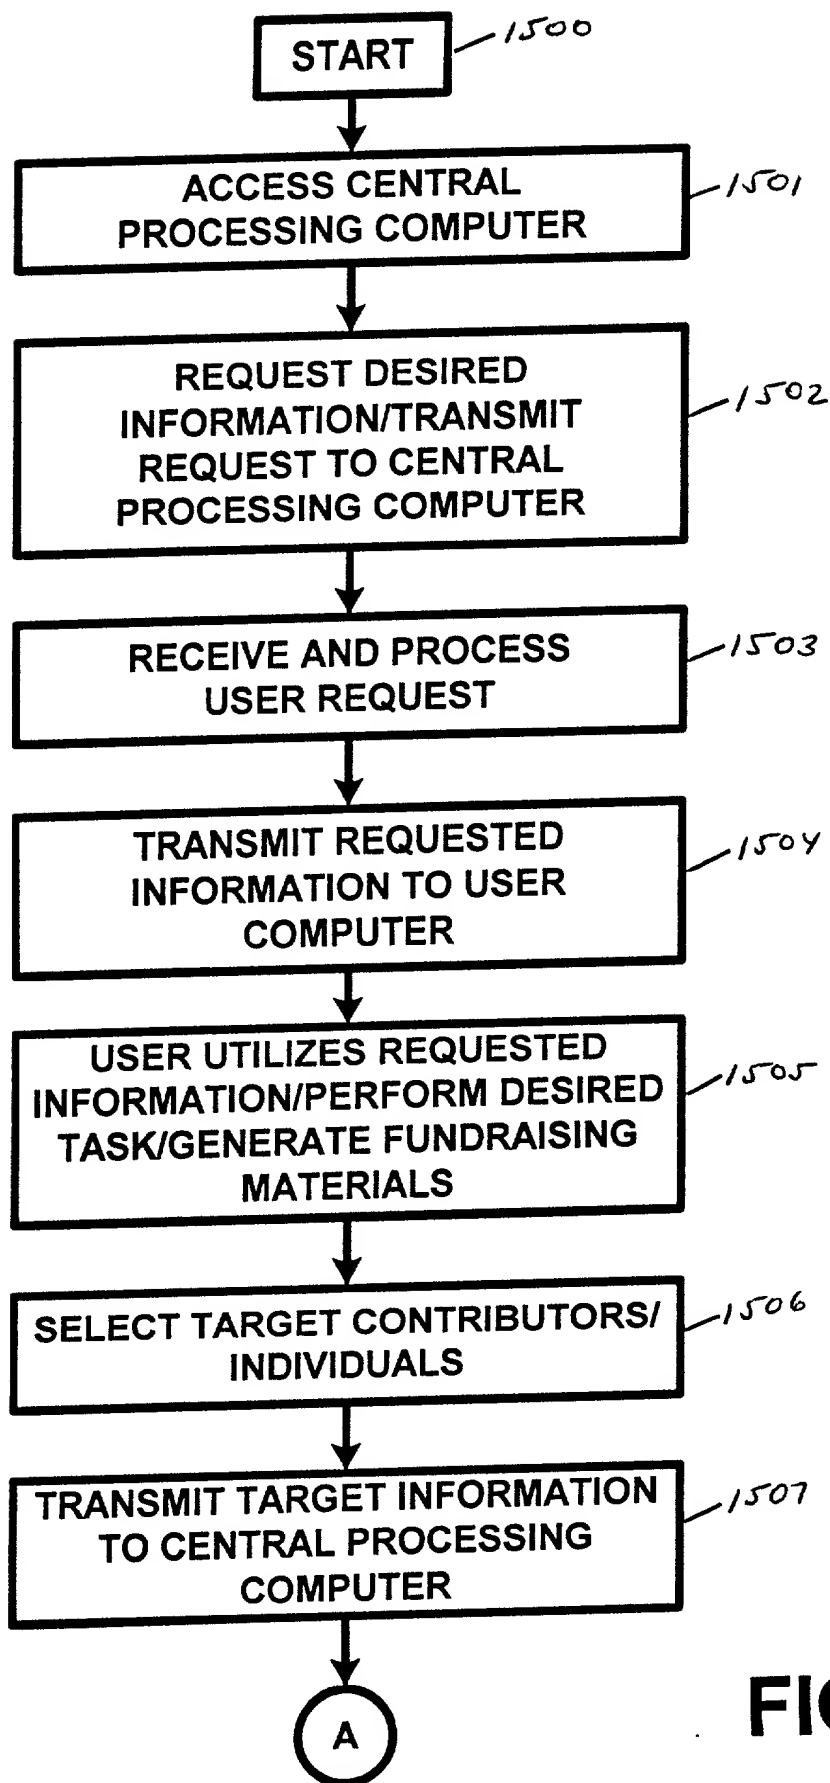 START
1500
ACCESS CENTRAL
PROCESSING COMPUTER
1501
REQUEST DESIRED
INFORMATION/TRANSMIT
REQUEST TO CENTRAL
PROCESSING COMPUTER
1502
RECEIVE AND PROCESS
USER REQUEST
1503
TRANSMIT REQUESTED
INFORMATION TO USER
COMPUTER
1504
USER UTILIZES REQUESTED
INFORMATION/PERFORM DESIRED
TASK/GENERATE FUNDRAISING
MATERIALS
1505
SELECT TARGET CONTRIBUTORS/
INDIVIDUALS
1506
TRANSMIT TARGET INFORMATION
TO CENTRAL PROCESSING
COMPUTER
1507
A